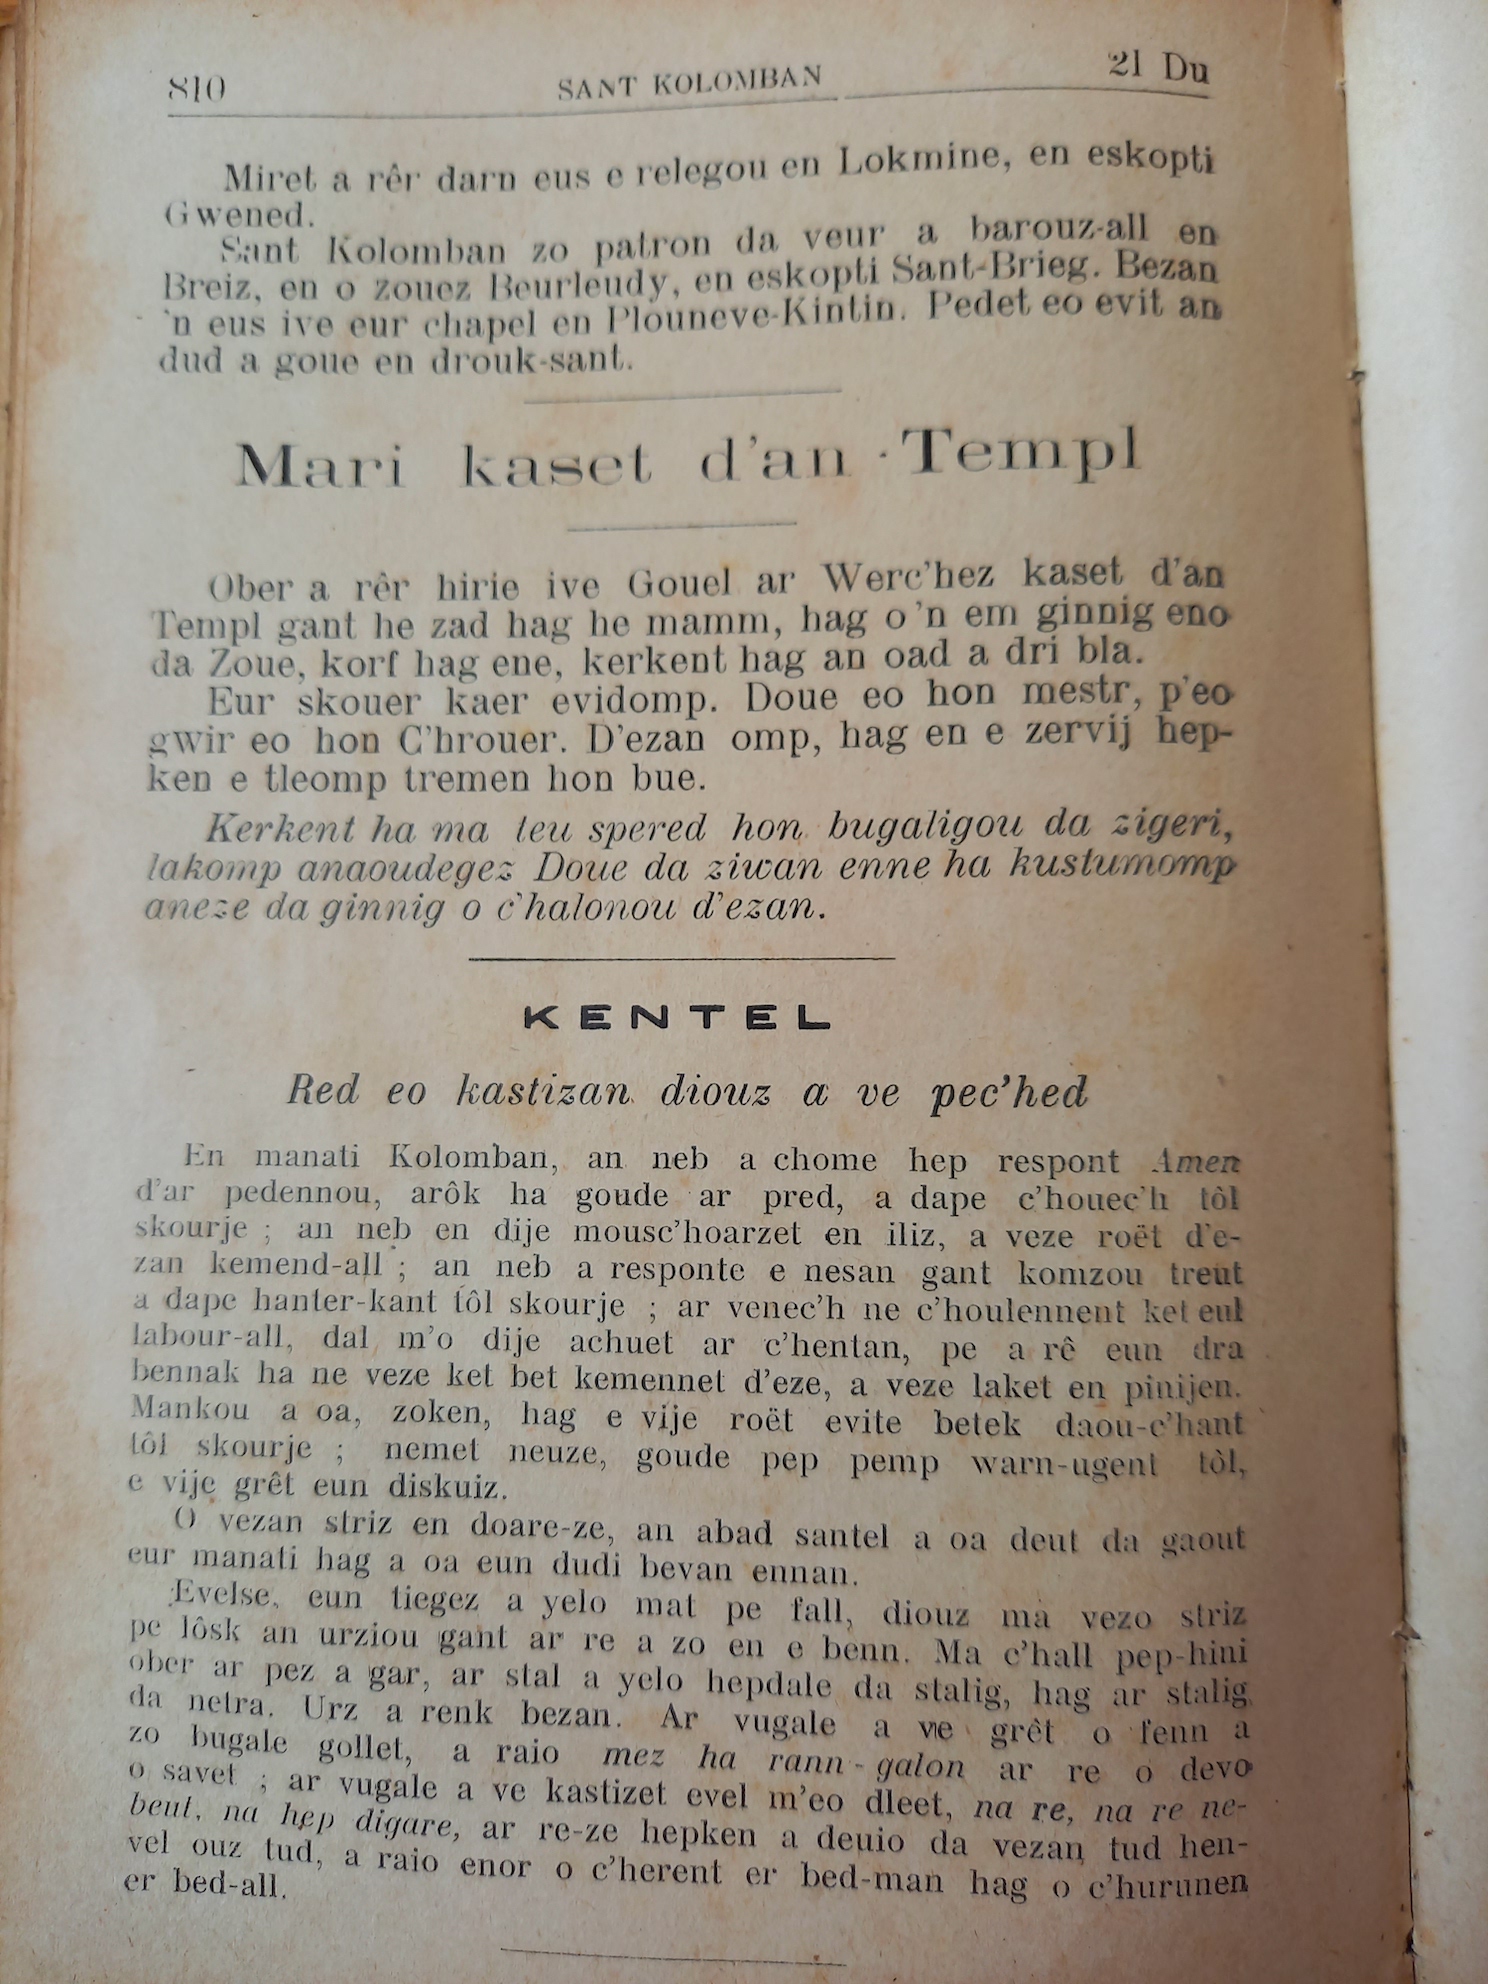 810 SANT KOLOMBAN 21 Du
Miret a rêr darn eus e relegou en Lokmine, en eskopti
Gwened.
Sant Kolomban zo patron da veur a barouz-all en
Breiz, en o zouez Beurleudy, en eskopti Sant-Brieg. Bezan
'n eus ive eur chapel en Plouneve-Kintin. Pedet eo evit an
dud a goue en drouk-sant.
Mari kaset d'an Templ
Ober a rêr hirie ive Gouel ar Werc'hez kaset d'an
Templ gant he zad hag he mamm, hag o 'n em ginnig eno
da Zoue, korf hag ene, kerkent hag an oad a dri bla.
Eur skouer kaer evidomp. Doue eo hon mestr, p'eo
gwir eo hon C'hrouer. D'ezan omp, hag en e zervij hep-
ken e tleomp tremen hon bue.
Kerkent ha ma teu spered hon bugaligou da zigeri,
lakomp anaoudegez Doue da ziwan enne ha kustumomp
aneze da ginnig o c'halonou d'ezan.
KENTEL
Red eo kastizan diouz a ve pec'hed
En manati Kolomban, an neb a chome hep respont Amen
d'ar pedennou, arôk ha goude ar pred, a dape c'houec'h tôl
skourje ; an neb en dije mousc'hoarzet en iliz, a veze roët d'e-
zan kemend-all ; an neb a responte e nesan gant komzou trent
a dape hanter-kant tôl skourje ; ar venec'h ne c'houlennent ket eul
labour-all, dal m'o dije achuet ar c'hentan, pe a rê eun dra
bennak ha ne veze ket bet kemennet d'eze, a veze laket en pinijen.
Mankou a oa, zoken, hag e vije roët evite betek daou-c'hant
tôl skourje ; nemet neuze, goude pep pemp warn-ugent tôl,
e vije grêt eun diskuiz.
O vezan striz en doare-ze, an abad santel a oa deut da gaout
eur manati hag a oa eun dudi bevan ennan.
Evelse, eun tiegez a yelo mat pe fall, diouz ma vezo striz
pe lôsk an urziou gant ar re a zo en e benn. Ma c'hall pep-hini
ober ar pez a gar, ar stal a yelo hepdale da stalig, hag ar stalig
da netra. Urz a renk bezan. Ar vugale a ve grêt o fenn a
zo bugale gollet, a raio mez ha rann-galon ar re o devo
o savet ; ar vugale a ve kastizet evel m'eo dleet, na re, na re ne-
beut, na hep digare, ar re-ze hepken a deuio da vezan tud hen-
vel ouz tud, a raio enor o c'herent er bed-man hag o c'hurunen
er bed-all.